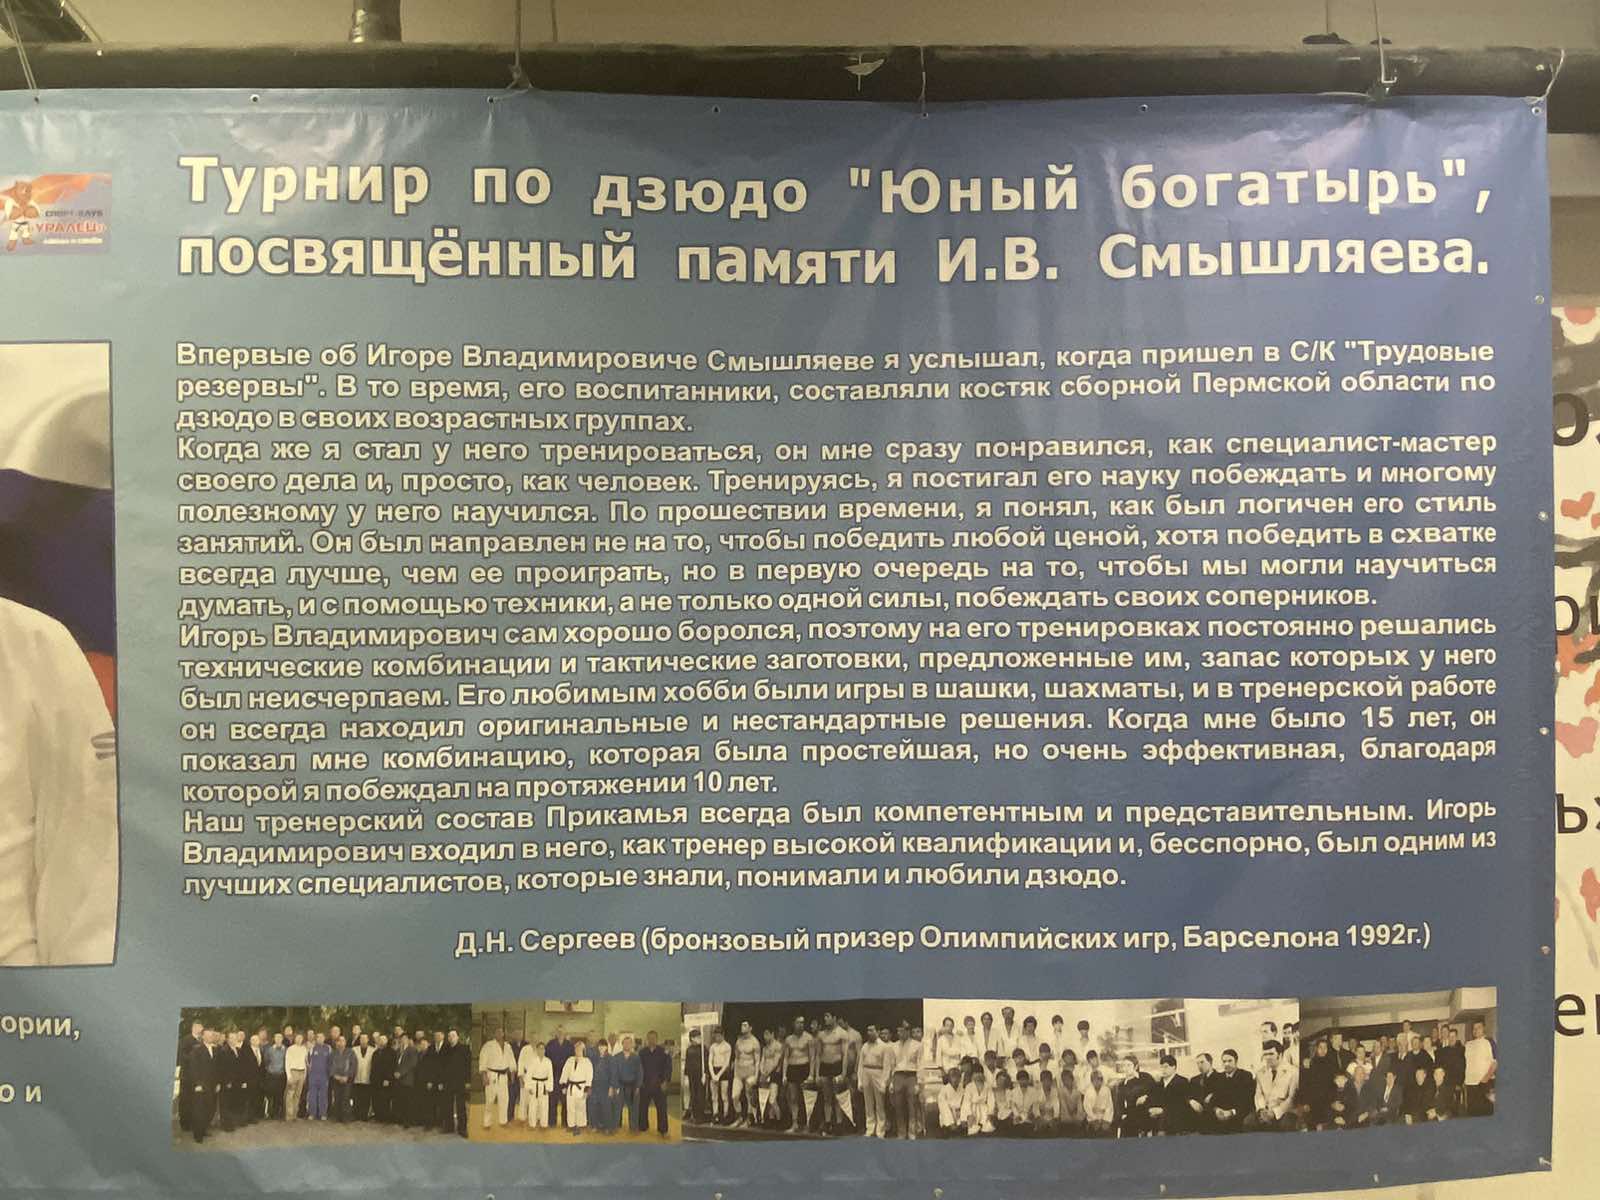 Турнир по дзюдо "Юный богатырь",
посвящённый памяти И.В. Смышляева.
СПОРТ-КЛУБ
«УРАЛЕЦ»
Впервые об Игоре Владимировиче Смышляеве я услышал, когда пришел в С/К "Трудовые
резервы". В то время, его воспитанники, составляли костяк сборной Пермской области по
дзюдо в своих возрастных группах.
Когда же я стал у него тренироваться, он мне сразу понравился, как специалист-мастер
своего дела и, просто, как человек. Тренируясь, я постигал его науку побеждать и многому
полезному у него научился. По прошествии времени, я понял, как был логичен его стиль
занятий. Он был направлен не на то, чтобы победить любой ценой, хотя победить в схватке
всегда лучше, чем ее проиграть, но в первую очередь на то, чтобы мы могли научиться
думать, и с помощью техники, а не только одной силы, побеждать своих соперников.
Игорь Владимирович сам хорошо боролся, поэтому на его тренировках постоянно решались
технические комбинации и тактические заготовки, предложенные им, запас которых у него
был неисчерпаем. Его любимым хобби были игры в шашки, шахматы, и в тренерской работе
он всегда находил оригинальные и нестандартные решения. Когда мне было 15 лет, он
показал мне комбинацию, которая была простейшая, но очень эффективная, благодаря
которой я побеждал на протяжении 10 лет.
Наш тренерский состав Прикамья всегда был компетентным и представительным. Игорь
Владимирович входил в него, как тренер высокой квалификации и, бесспорно, был одним из
лучших специалистов, которые знали, понимали и любили дзюдо.
Д.Н. Сергеев (бронзовый призер Олимпийских игр, Барселона 1992г.)
ории,
о и